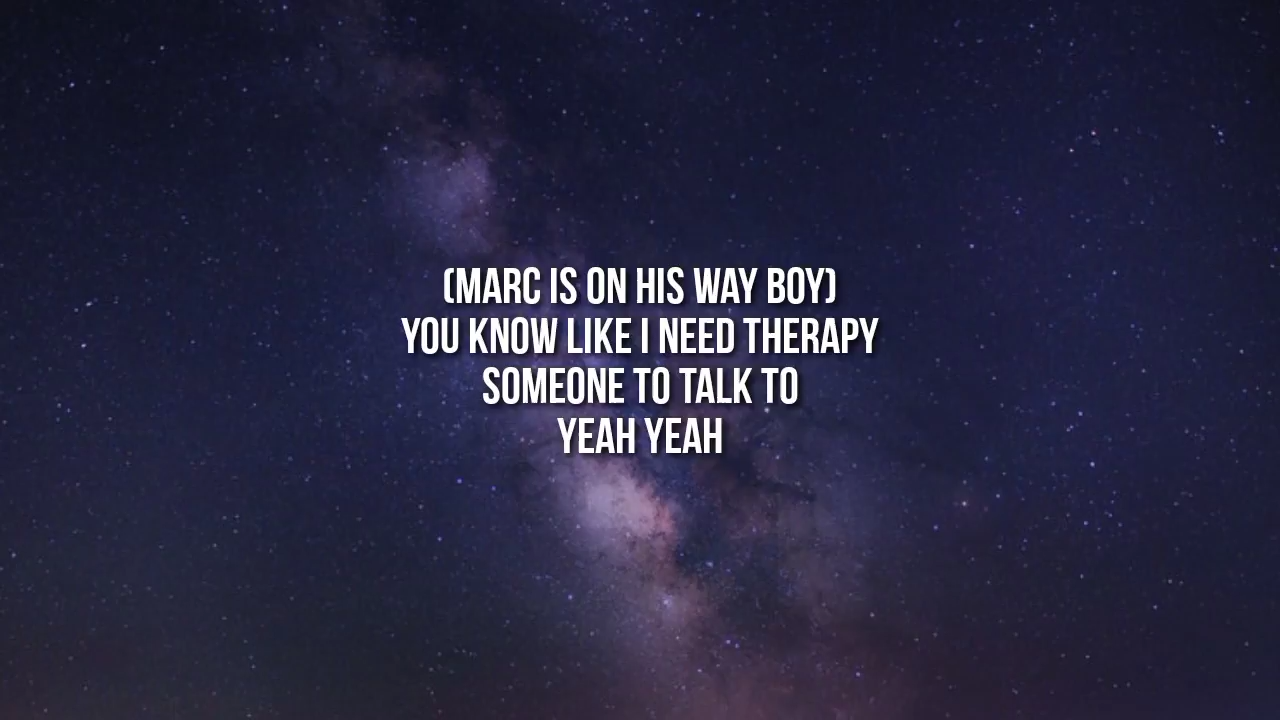 (MARC IS ON HIS WAY BOY)
YOU KNOW LIKE I NEED THERAPY
SOMEONE TO TALK TO
YEAH YEAH